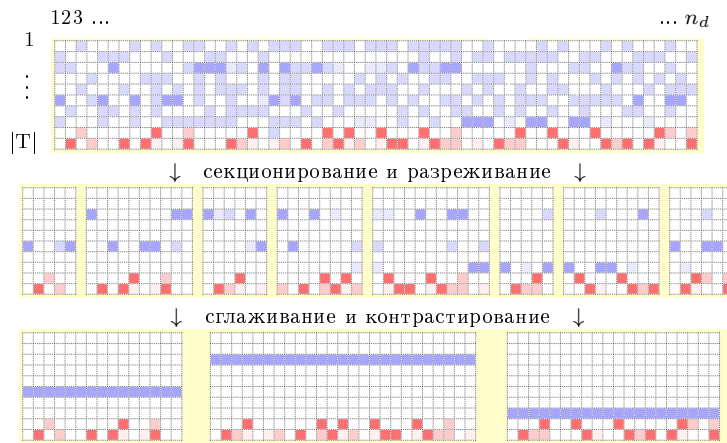 123 ... ... n_d
1
⋮
|T|
↓ секционирование и разреживание ↓
↓ сглаживание и контрастирование ↓